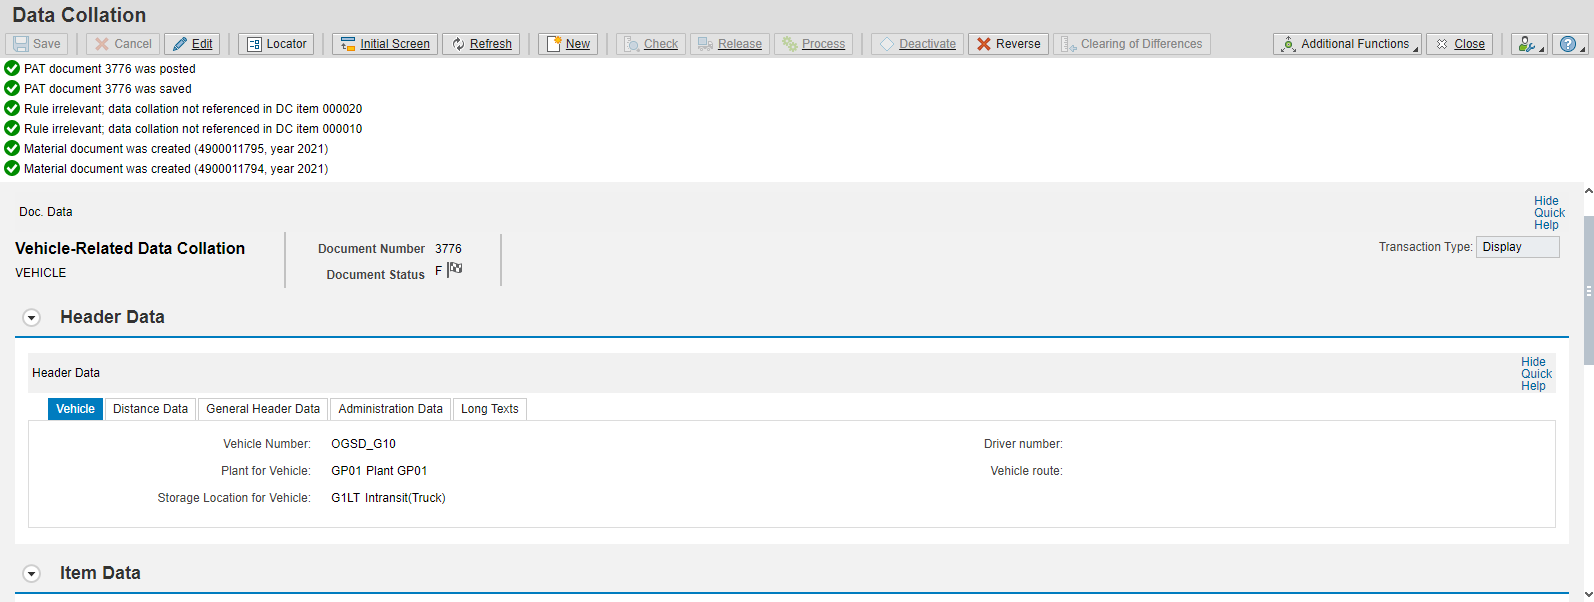 Data Collation
Save Cancel Edit Locator Initial Screen Refresh New Check Release Process Deactivate Reverse Clearing of Differences Additional Functions Close
PAT document 3776 was posted
PAT document 3776 was saved
Rule irrelevant; data collation not referenced in DC item 000020
Rule irrelevant; data collation not referenced in DC item 000010
Material document was created (4900011795, year 2021)
Material document was created (4900011794, year 2021)
Doc. Data
Hide
Quick
Help
Vehicle-Related Data Collation
VEHICLE
Document Number 3776
Document Status F
Transaction Type: Display
Header Data
Header Data
Hide
Quick
Help
Vehicle Distance Data General Header Data Administration Data Long Texts
Vehicle Number: OGSD_G10 Driver number:
Plant for Vehicle: GP01 Plant GP01 Vehicle route:
Storage Location for Vehicle: G1LT Intransit(Truck)
Item Data